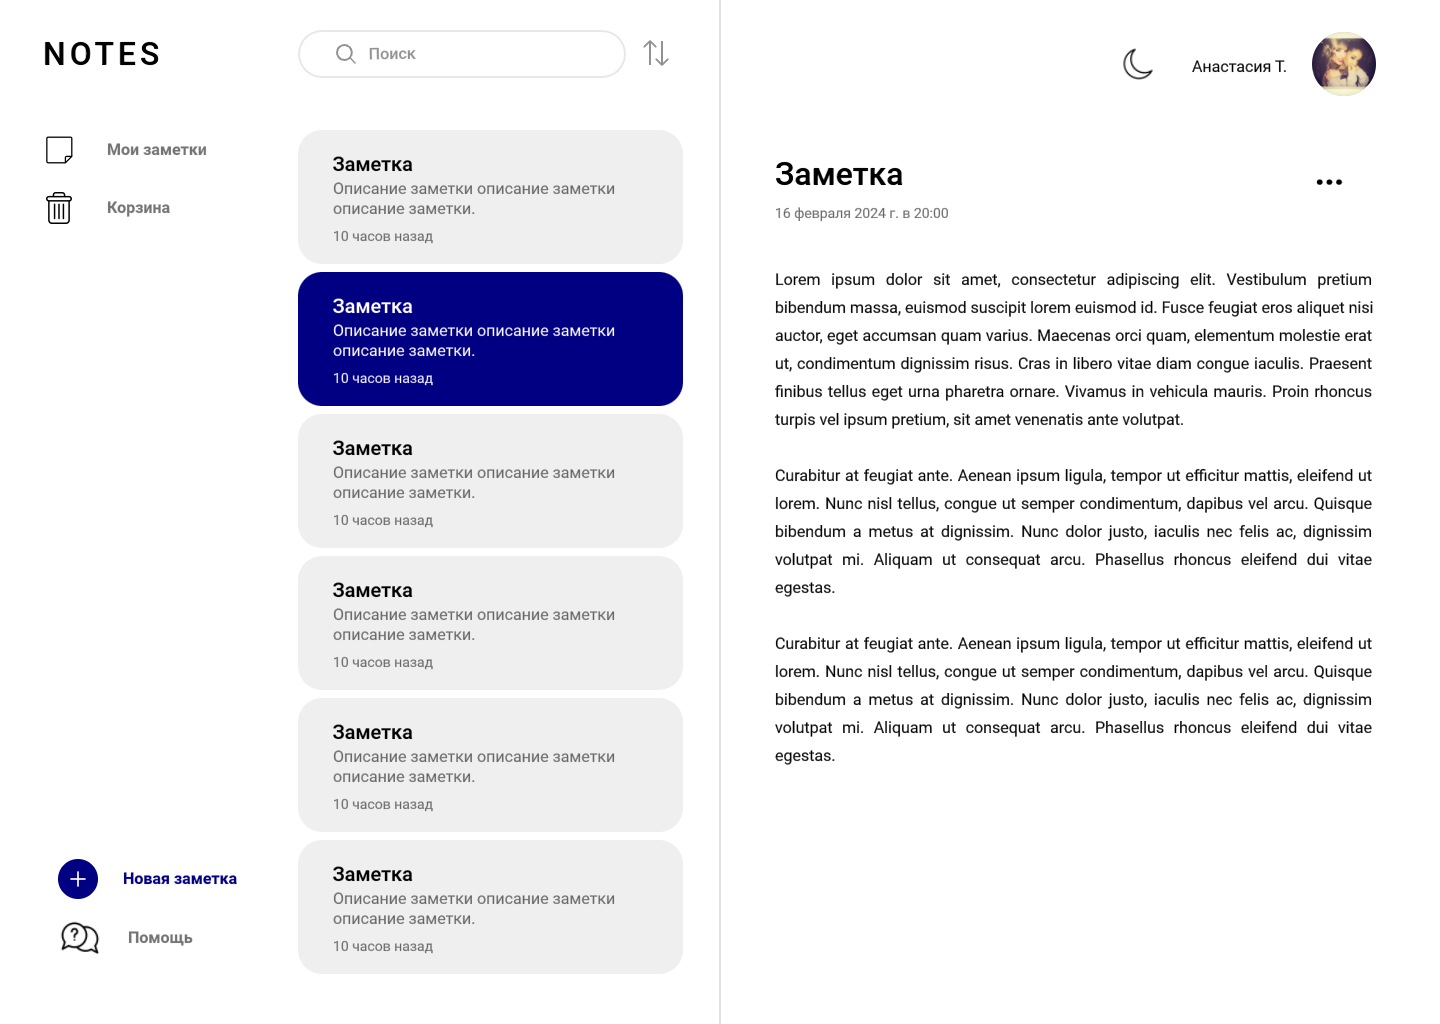 NOTES
Мои заметки
Корзина
Новая заметка
Помощь
Поиск
Заметка
Описание заметки описание заметки
описание заметки.
10 часов назад
Заметка
Описание заметки описание заметки
описание заметки.
10 часов назад
Заметка
Описание заметки описание заметки
описание заметки.
10 часов назад
Заметка
Описание заметки описание заметки
описание заметки.
10 часов назад
Заметка
Описание заметки описание заметки
описание заметки.
10 часов назад
Заметка
Описание заметки описание заметки
описание заметки.
10 часов назад
Анастасия Т.
Заметка
16 февраля 2024 г. в 20:00
Lorem ipsum dolor sit amet, consectetur adipiscing elit. Vestibulum pretium
bibendum massa, euismod suscipit lorem euismod id. Fusce feugiat eros aliquet nisi
auctor, eget accumsan quam varius. Maecenas orci quam, elementum molestie erat
ut, condimentum dignissim risus. Cras in libero vitae diam congue iaculis. Praesent
finibus tellus eget urna pharetra ornare. Vivamus in vehicula mauris. Proin rhoncus
turpis vel ipsum pretium, sit amet venenatis ante volutpat.
Curabitur at feugiat ante. Aenean ipsum ligula, tempor ut efficitur mattis, eleifend ut
lorem. Nunc nisl tellus, congue ut semper condimentum, dapibus vel arcu. Quisque
bibendum a metus at dignissim. Nunc dolor justo, iaculis nec felis ac, dignissim
volutpat mi. Aliquam ut consequat arcu. Phasellus rhoncus eleifend dui vitae
egestas.
Curabitur at feugiat ante. Aenean ipsum ligula, tempor ut efficitur mattis, eleifend ut
lorem. Nunc nisl tellus, congue ut semper condimentum, dapibus vel arcu. Quisque
bibendum a metus at dignissim. Nunc dolor justo, iaculis nec felis ac, dignissim
volutpat mi. Aliquam ut consequat arcu. Phasellus rhoncus eleifend dui vitae
egestas.